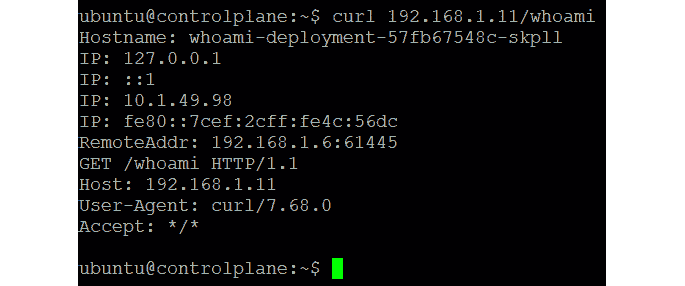 ubuntu@controlplane:~$ curl 192.168.1.11/whoami
Hostname: whoami-deployment-57fb67548c-skpll
IP: 127.0.0.1
IP: ::1
IP: 10.1.49.98
IP: fe80::7cef:2cff:fe4c:56dc
RemoteAddr: 192.168.1.6:61445
GET /whoami HTTP/1.1
Host: 192.168.1.11
User-Agent: curl/7.68.0
Accept: */*
ubuntu@controlplane:~$